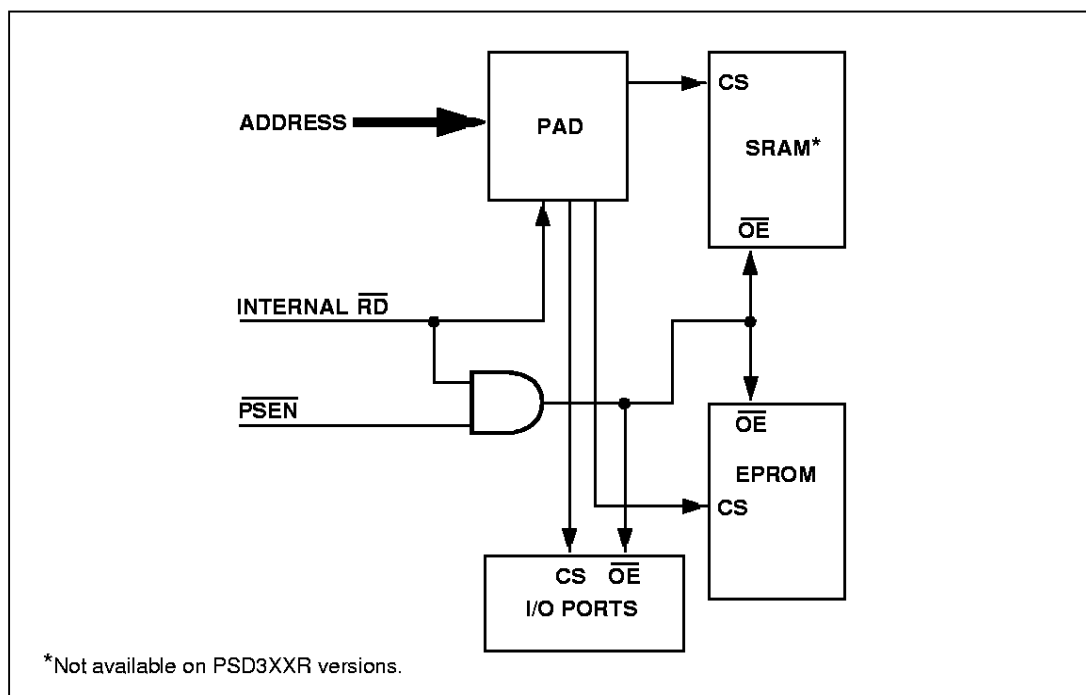 ADDRESS
PAD
CS
SRAM*
OE
INTERNAL RD
PSEN
OE
EPROM
CS
CS OE
I/O PORTS
*Not available on PSD3XXR versions.